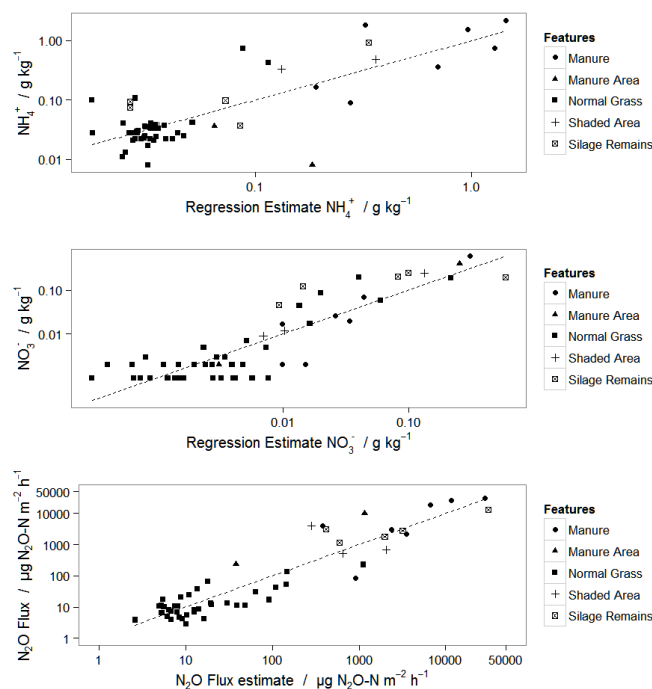 NH₄⁺ / g kg⁻¹
1.00
0.10
0.01
0.1
1.0
Regression Estimate NH₄⁺ / g kg⁻¹
Features
Manure
Manure Area
Normal Grass
Shaded Area
Silage Remains
NO₃⁻ / g kg⁻¹
0.10
0.01
0.01
0.10
Regression Estimate NO₃⁻ / g kg⁻¹
Features
Manure
Manure Area
Normal Grass
Shaded Area
Silage Remains
N₂O Flux / µg N₂O-N m⁻² h⁻¹
50000
10000
1000
100
10
1
1
10
100
1000
10000
50000
N₂O Flux estimate / µg N₂O-N m⁻² h⁻¹
Features
Manure
Manure Area
Normal Grass
Shaded Area
Silage Remains